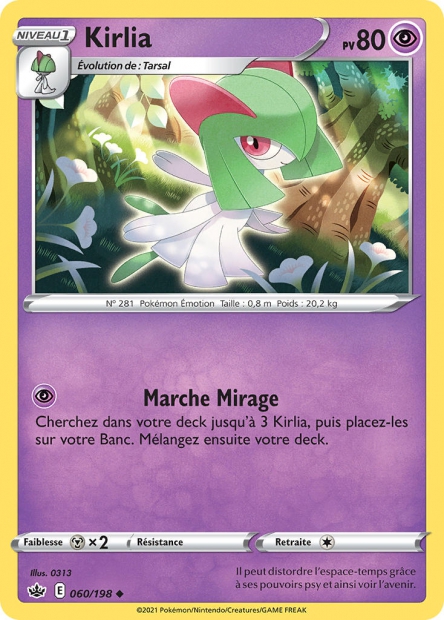 NIVEAU 1
Kirlia
PV 80
Évolution de : Tarsal
N° 281 Pokémon Émotion Taille : 0,8 m Poids : 20,2 kg
Marche Mirage
Cherchez dans votre deck jusqu'à 3 Kirlia, puis placez-les
sur votre Banc. Mélangez ensuite votre deck.
Faiblesse ×2 Résistance Retraite
Illus. 0313
Il peut distordre l'espace-temps grâce
à ses pouvoirs psy et ainsi voir l'avenir.
E 060/198
©2021 Pokémon/Nintendo/Creatures/GAME FREAK